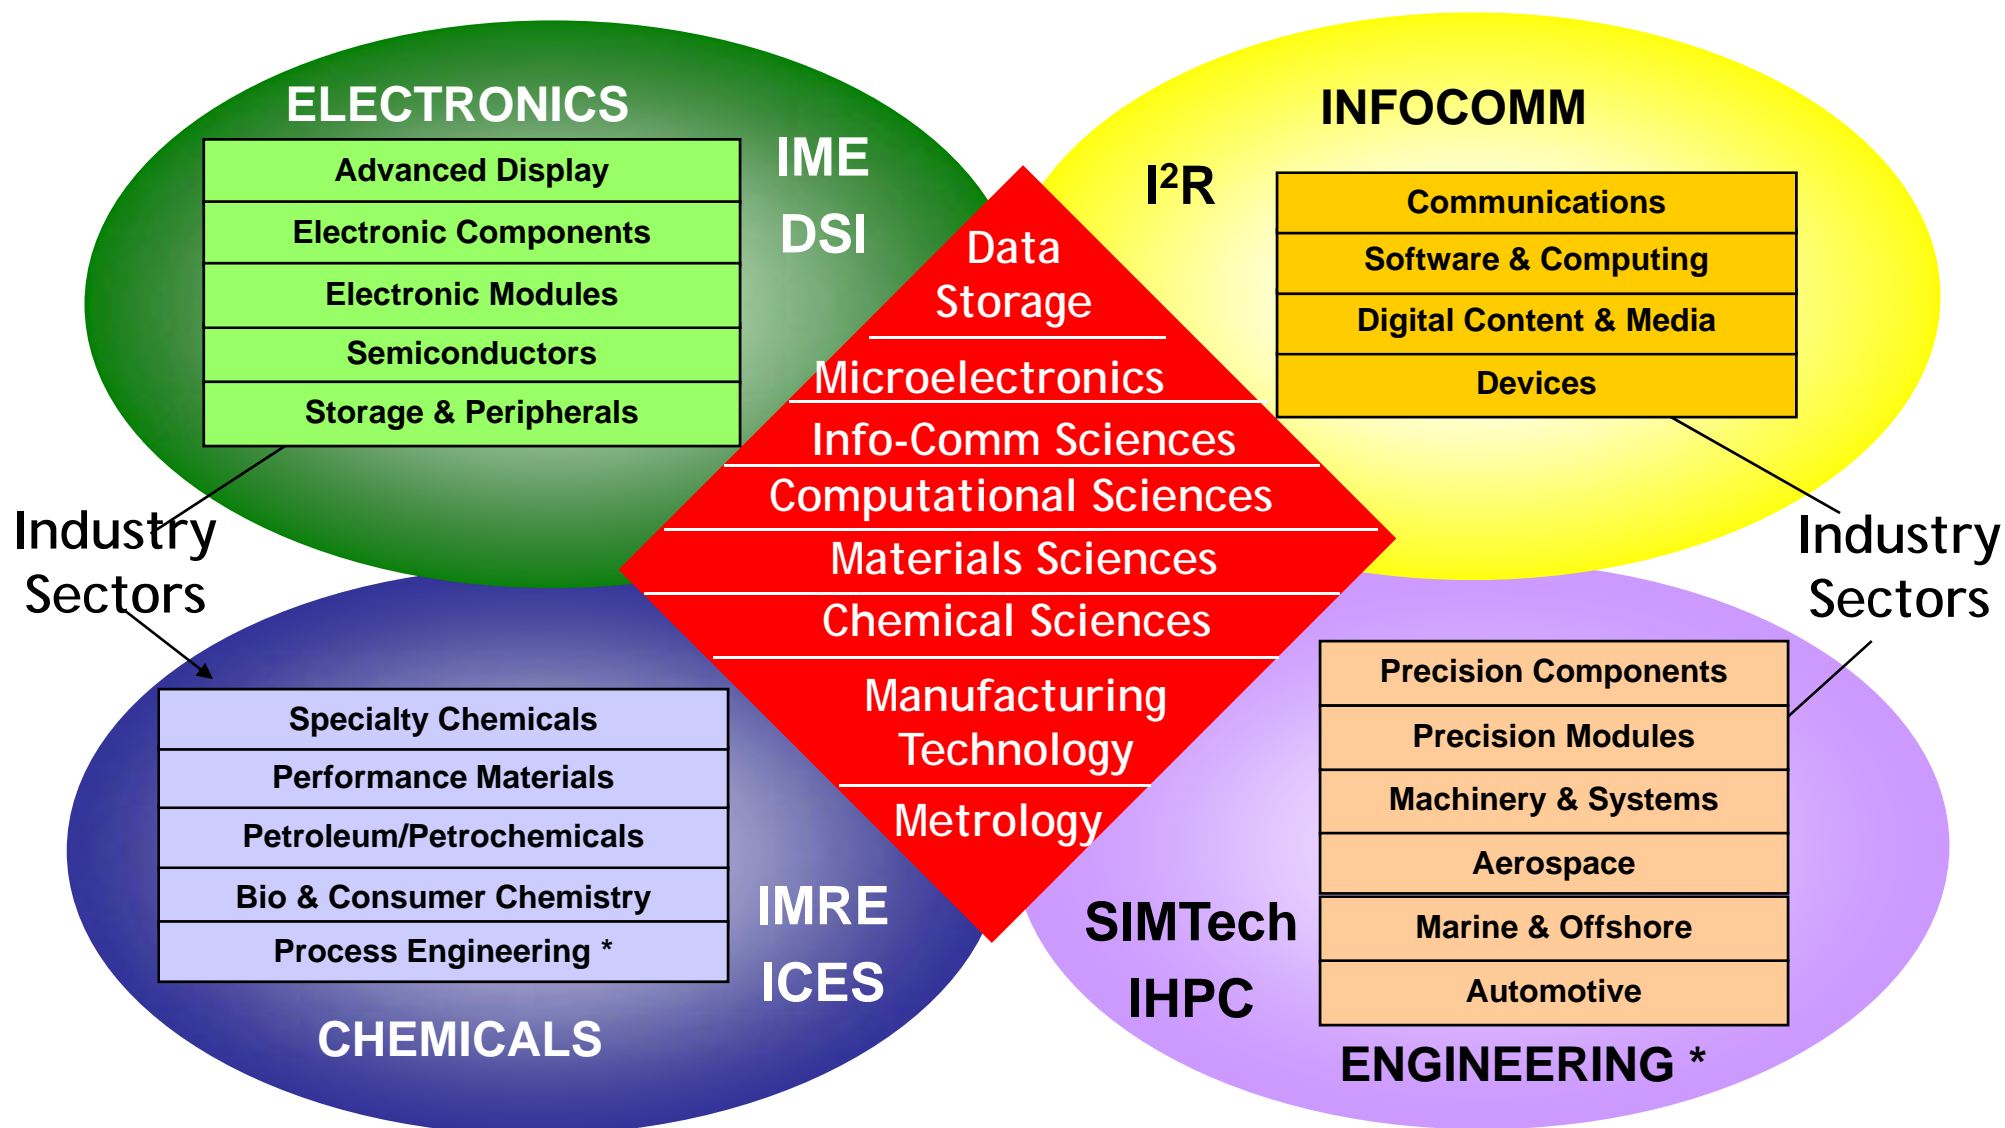 ELECTRONICS
Advanced Display
Electronic Components
Electronic Modules
Semiconductors
Storage & Peripherals
IME
DSI
INFOCOMM
I²R
Communications
Software & Computing
Digital Content & Media
Devices
Data
Storage
Microelectronics
Info-Comm Sciences
Computational Sciences
Materials Sciences
Chemical Sciences
Manufacturing
Technology
Metrology
Industry
Sectors
Industry
Sectors
Specialty Chemicals
Performance Materials
Petroleum/Petrochemicals
Bio & Consumer Chemistry
Process Engineering *
IMRE
ICES
CHEMICALS
SIMTech
IHPC
Precision Components
Precision Modules
Machinery & Systems
Aerospace
Marine & Offshore
Automotive
ENGINEERING *